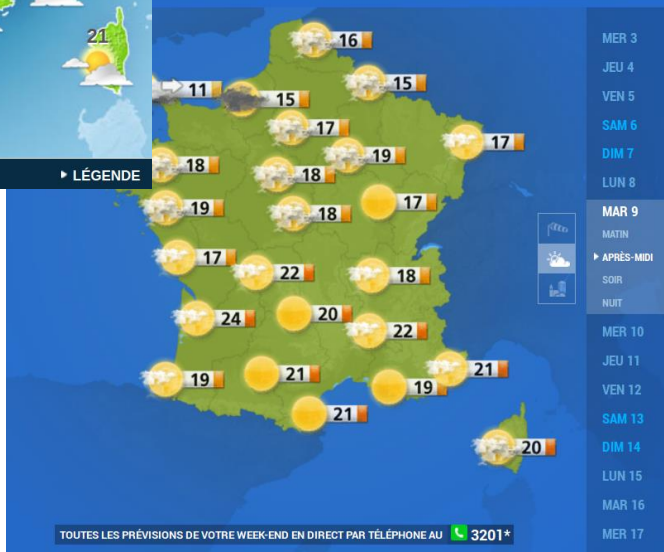 21
LÉGENDE
16
11
15
15
17
17
18
19
18
19
18
17
17
22
18
24
20
22
19
21
19
21
21
20
MER 3
JEU 4
VEN 5
SAM 6
DIM 7
LUN 8
MAR 9
MATIN
APRÈS-MIDI
SOIR
NUIT
MER 10
JEU 11
VEN 12
SAM 13
DIM 14
LUN 15
MAR 16
MER 17
TOUTES LES PRÉVISIONS DE VOTRE WEEK-END EN DIRECT PAR TÉLÉPHONE AU 3201*